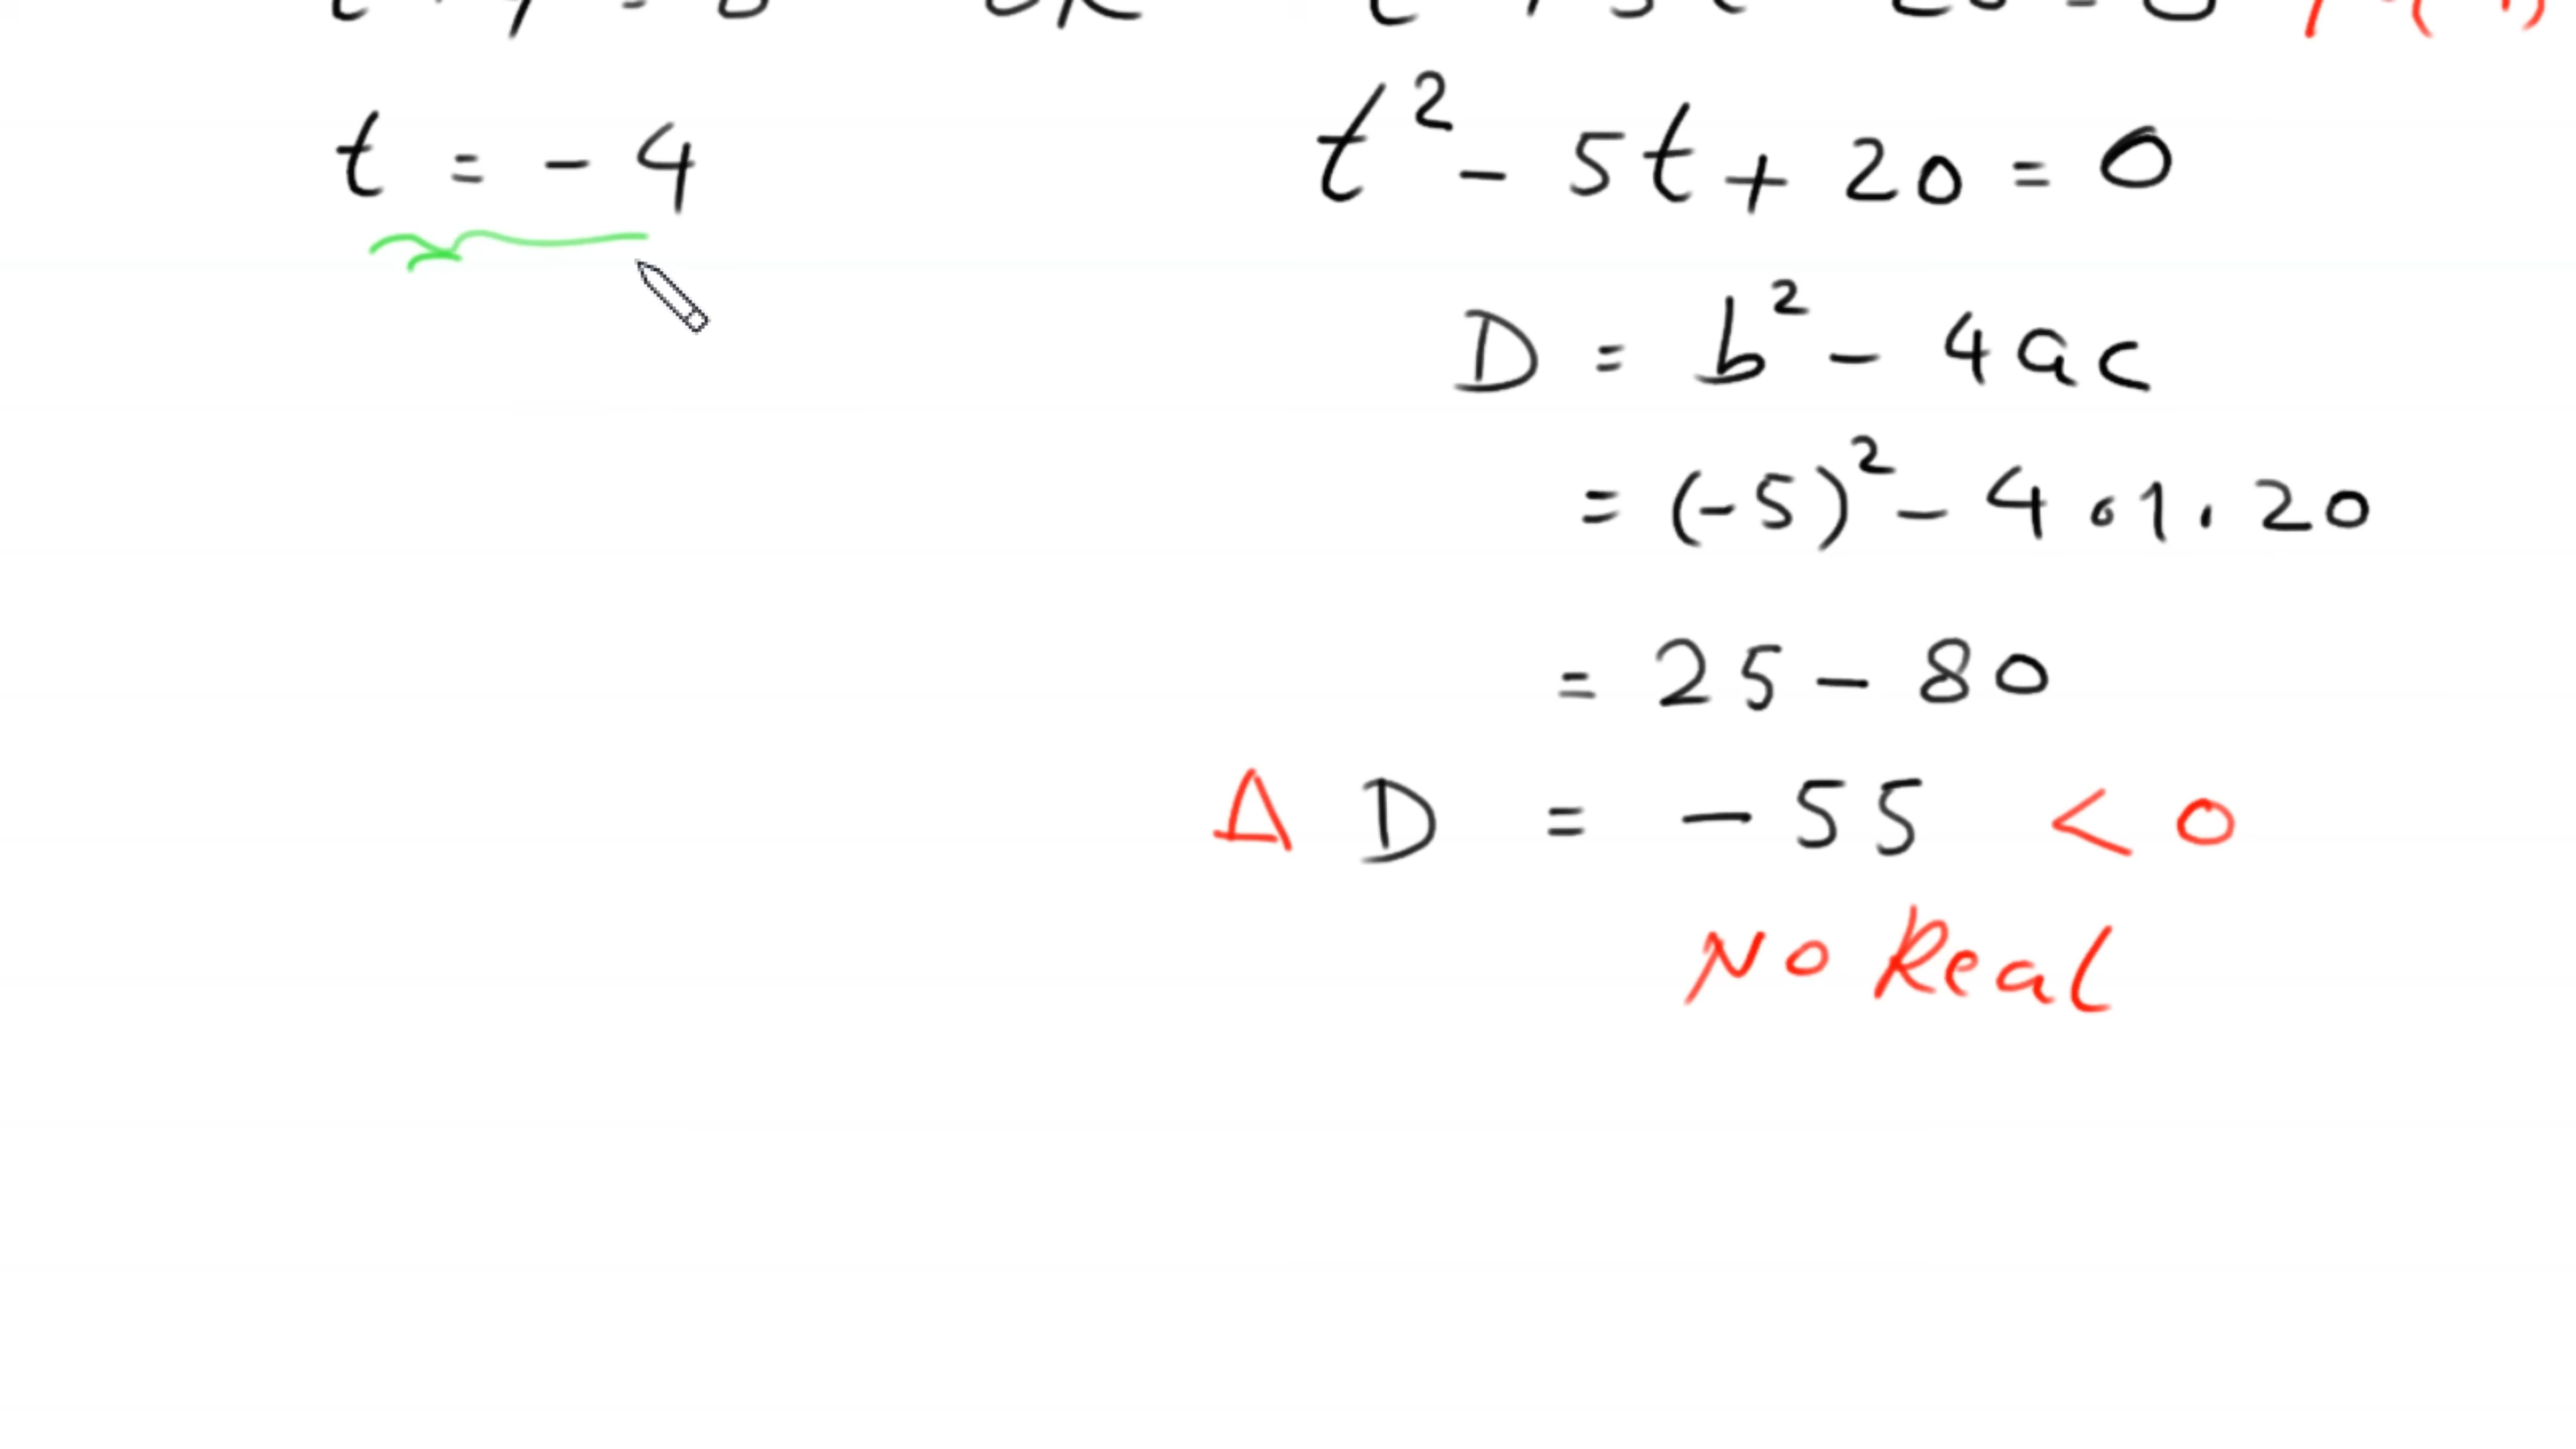 t = - 4
t² - 5t + 20 = 0
D = b² - 4ac
= (-5)² - 4 . 1 . 20
= 25 - 80
Δ D = - 55 < 0
No Real